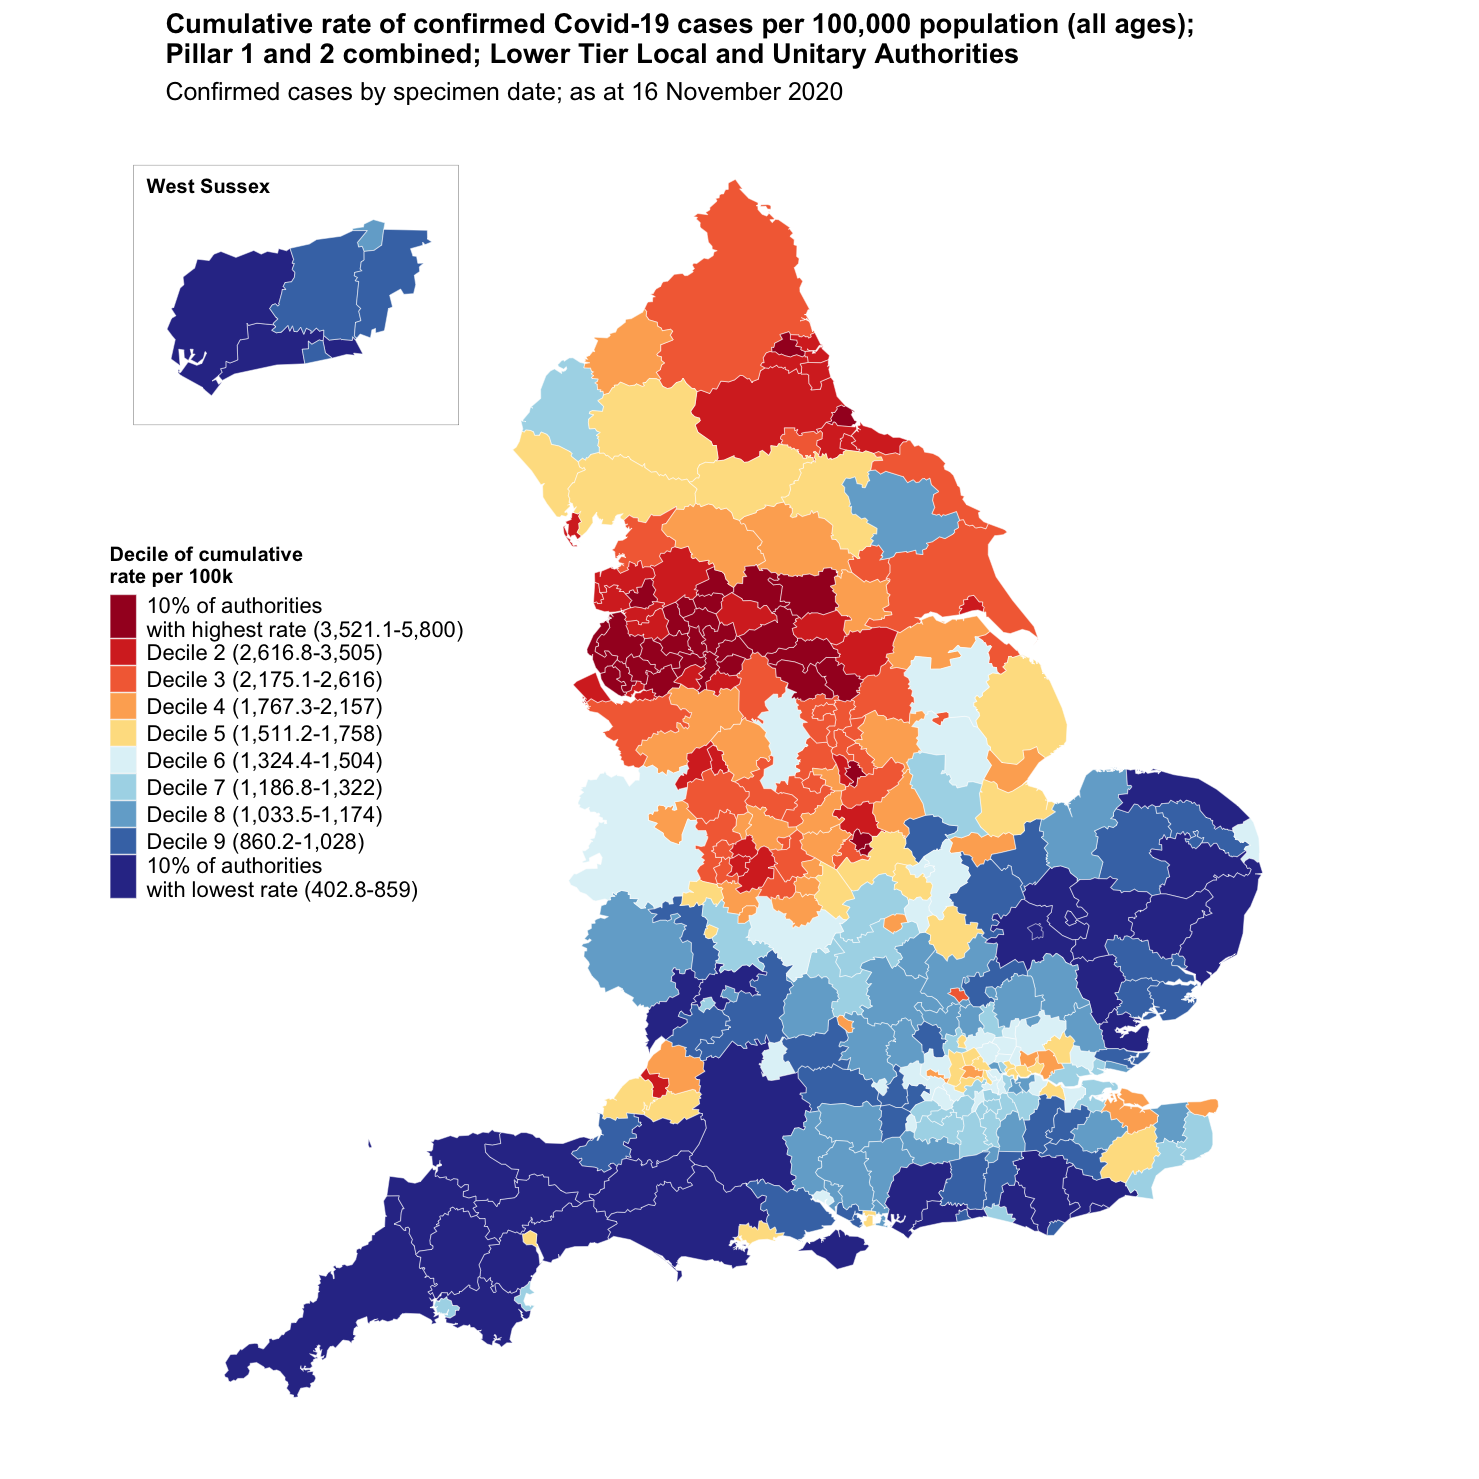 Cumulative rate of confirmed Covid-19 cases per 100,000 population (all ages);
Pillar 1 and 2 combined; Lower Tier Local and Unitary Authorities
Confirmed cases by specimen date; as at 16 November 2020
West Sussex
Decile of cumulative
rate per 100k
10% of authorities
with highest rate (3,521.1-5,800)
Decile 2 (2,616.8-3,505)
Decile 3 (2,175.1-2,616)
Decile 4 (1,767.3-2,157)
Decile 5 (1,511.2-1,758)
Decile 6 (1,324.4-1,504)
Decile 7 (1,186.8-1,322)
Decile 8 (1,033.5-1,174)
Decile 9 (860.2-1,028)
10% of authorities
with lowest rate (402.8-859)